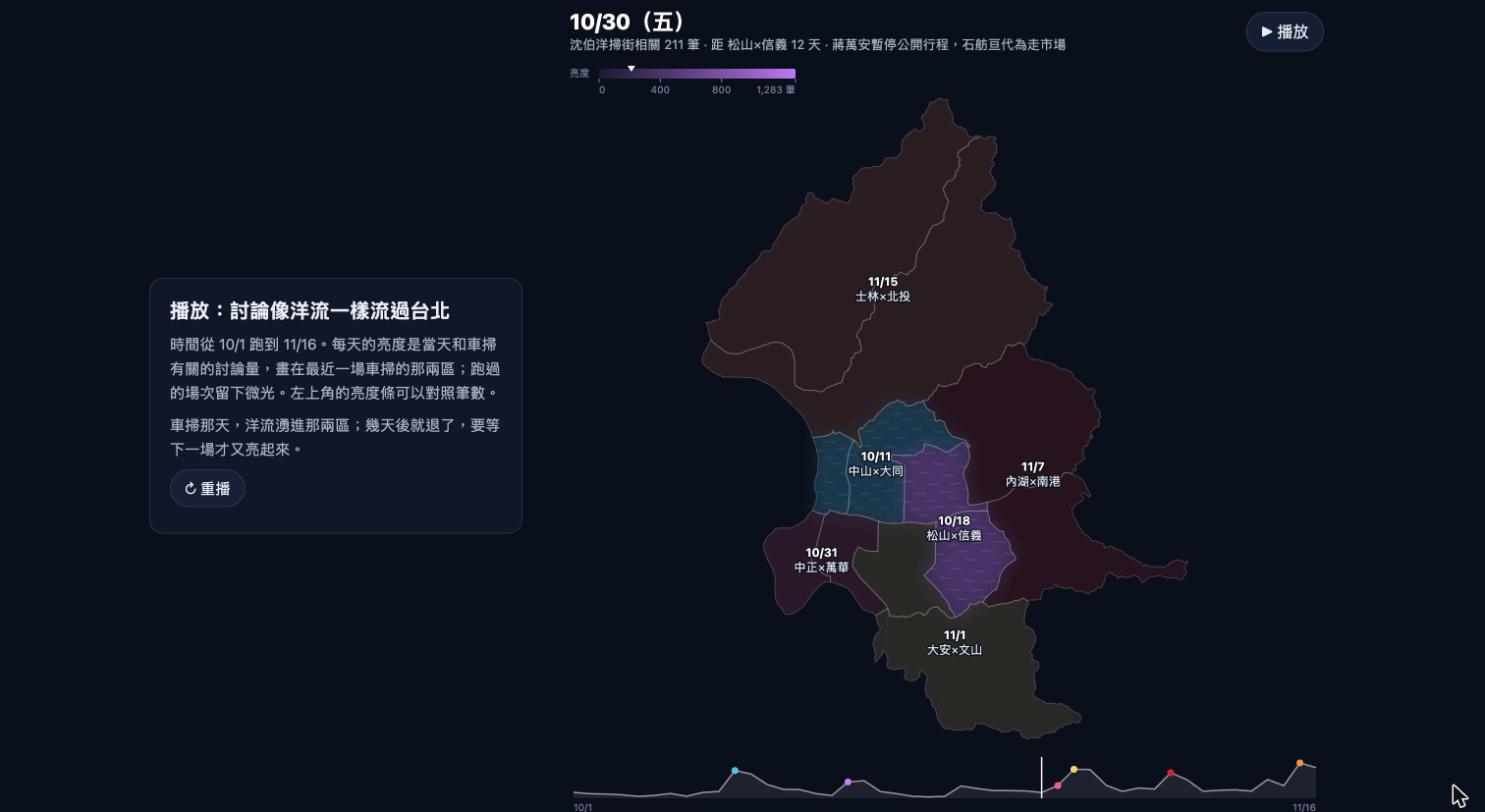 10/30（五）
沈伯洋掃街相關 211 筆 · 距 松山×信義 12 天 · 蔣萬安暫停公開行程，石舫亘代為走市場
▶ 播放
亮度
0 400 800 1,283 筆
播放：討論像洋流一樣流過台北
時間從 10/1 跑到 11/16。每天的亮度是當天和車掃
有關的討論量，畫在最近一場車掃的那兩區；跑過
的場次留下微光。左上角的亮度條可以對照筆數。
車掃那天，洋流湧進那兩區；幾天後就退了，要等
下一場才又亮起來。
↻ 重播
11/15
士林×北投
10/11
中山×大同
11/7
內湖×南港
10/18
松山×信義
10/31
中正×萬華
11/1
大安×文山
10/1 11/16